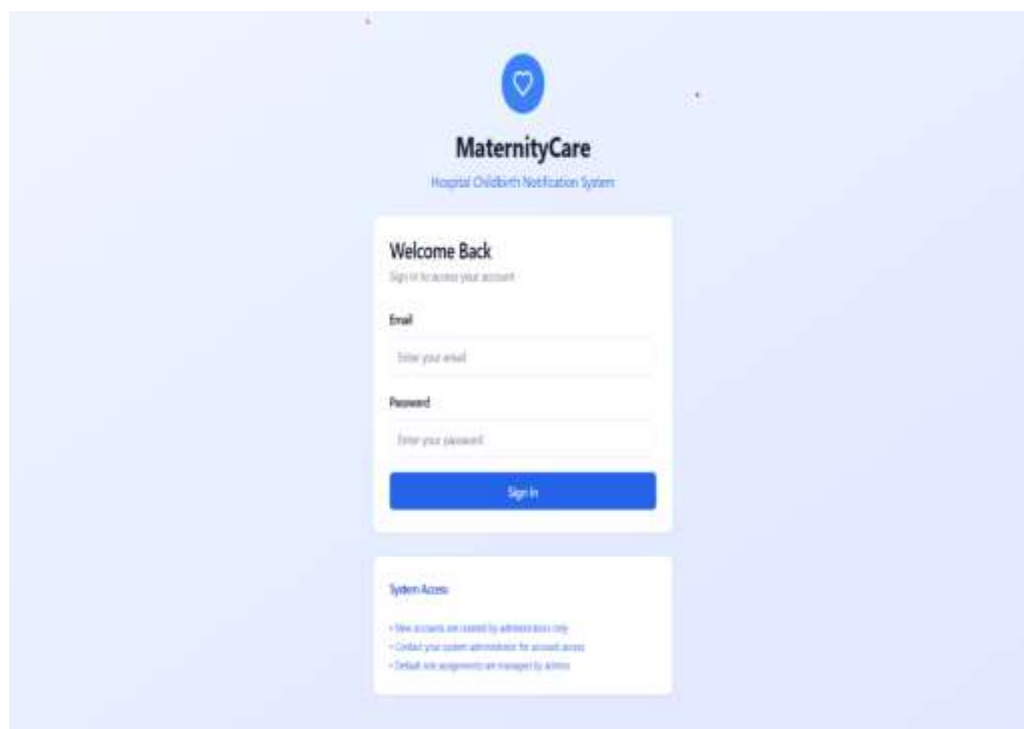 MaternityCare
Hospital Childbirth Notification System
Welcome Back
Sign in to access your account
Email
Enter your email
Password
Enter your password
Sign In
System Access
• New accounts are created by administrators only
• Contact your system administrator for account access
• Default role assignments are managed by admins